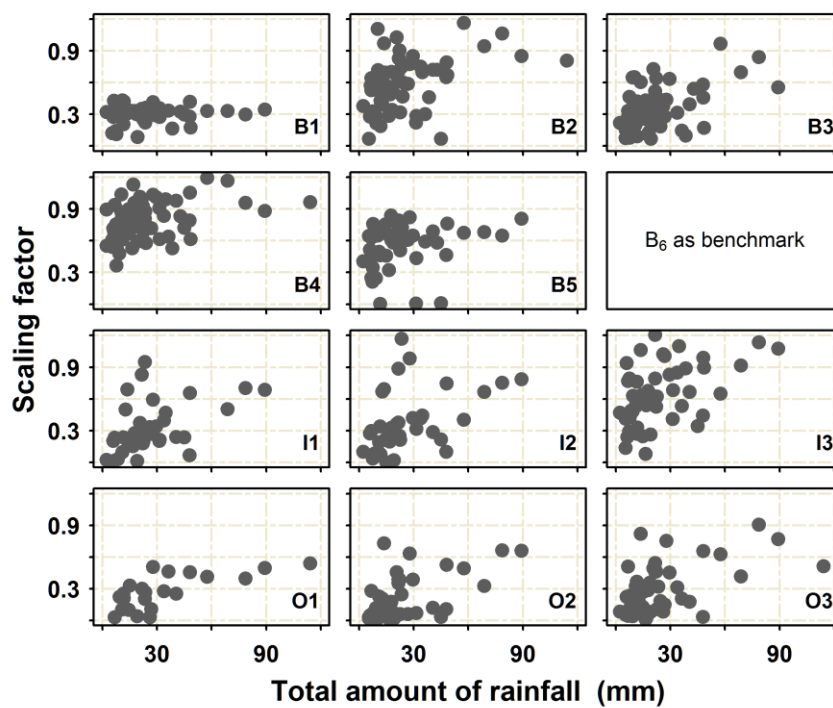 0.9
0.3
B1
B2
B3
0.9
0.3
B4
B5
B₆ as benchmark
Scaling factor
0.9
0.3
I1
I2
I3
0.9
0.3
O1
O2
O3
30 90 30 90 30 90
Total amount of rainfall (mm)